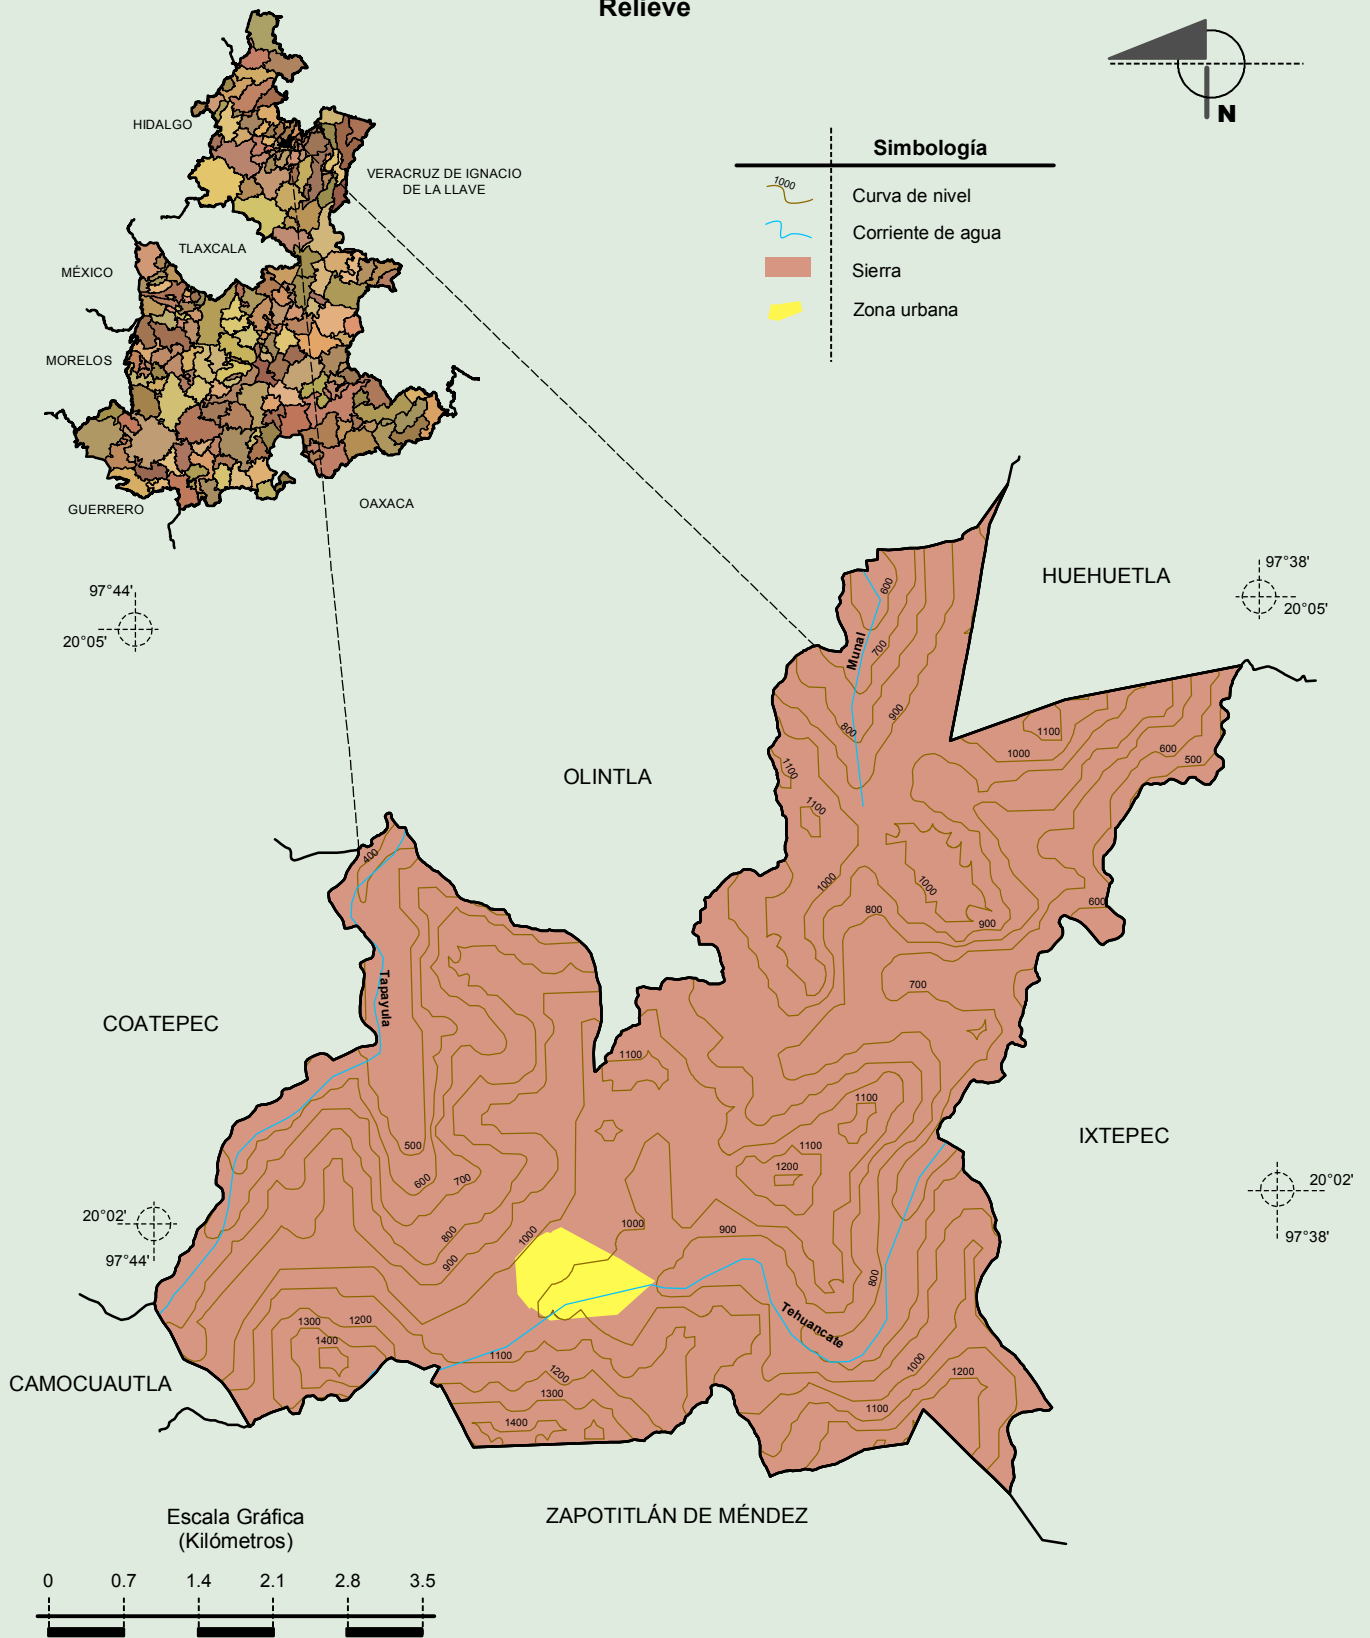 Relieve
N
Simbología
1000
Curva de nivel
Corriente de agua
Sierra
Zona urbana
HIDALGO
VERACRUZ DE IGNACIO
DE LA LLAVE
TLAXCALA
MÉXICO
MORELOS
GUERRERO
OAXACA
97°44'
20°05'
97°38'
20°05'
HUEHUETLA
600
Munal
700
900
800
1100
1000
600
500
1100
1100
OLINTLA
400
1000
1000
800
900
600
700
Tapayula
COATEPEC
1100
1100
IXTEPEC
500
600
700
1100
1200
20°02'
97°44'
20°02'
97°38'
800
900
1000
1000
900
800
Tehuancate
1300
1200
1400
1100
1200
1300
1400
1000
1200
1100
CAMOCUAUTLA
ZAPOTITLÁN DE MÉNDEZ
Escala Gráfica
(Kilómetros)
0 0.7 1.4 2.1 2.8 3.5